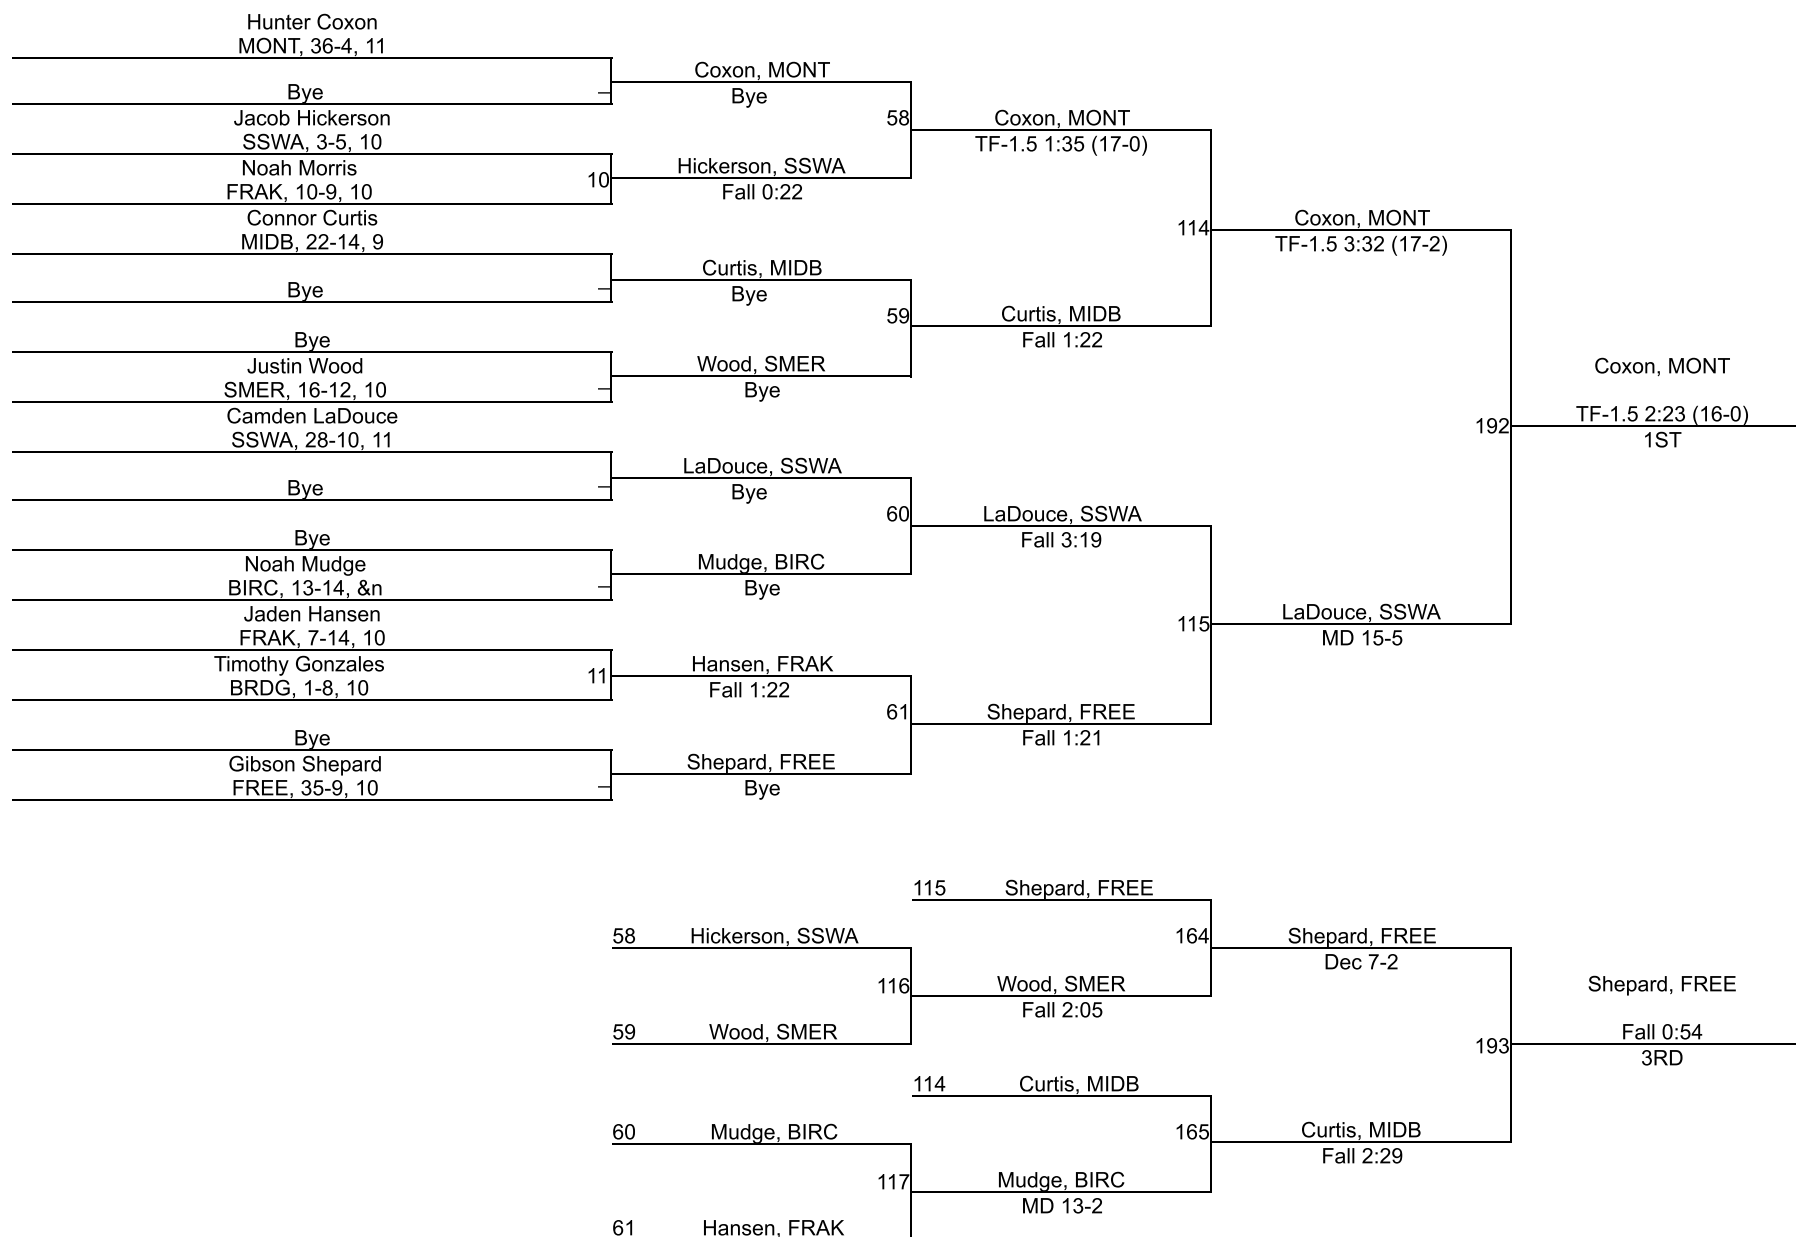 Hunter Coxon
MONT, 36-4, 11
Bye
Jacob Hickerson
SSWA, 3-5, 10
Noah Morris
FRAK, 10-9, 10
10
Connor Curtis
MIDB, 22-14, 9
Bye
Bye
Justin Wood
SMER, 16-12, 10
Camden LaDouce
SSWA, 28-10, 11
Bye
Bye
Noah Mudge
BIRC, 13-14, &n
Jaden Hansen
FRAK, 7-14, 10
Timothy Gonzales
BRDG, 1-8, 10
11
Bye
Gibson Shepard
FREE, 35-9, 10
Coxon, MONT
Bye
58
Hickerson, SSWA
Fall 0:22
Curtis, MIDB
Bye
59
Wood, SMER
Bye
LaDouce, SSWA
Bye
60
Mudge, BIRC
Bye
Hansen, FRAK
Fall 1:22
61
Shepard, FREE
Bye
Coxon, MONT
TF-1.5 1:35 (17-0)
114
Curtis, MIDB
Fall 1:22
LaDouce, SSWA
Fall 3:19
115
Shepard, FREE
Fall 1:21
Coxon, MONT
TF-1.5 3:32 (17-2)
192
LaDouce, SSWA
MD 15-5
Coxon, MONT
TF-1.5 2:23 (16-0)
1ST
115 Shepard, FREE
58 Hickerson, SSWA
116
59 Wood, SMER
164
Wood, SMER
Fall 2:05
Shepard, FREE
Dec 7-2
114 Curtis, MIDB
60 Mudge, BIRC
117
61 Hansen, FRAK
165
Mudge, BIRC
MD 13-2
Curtis, MIDB
Fall 2:29
193
Shepard, FREE
Fall 0:54
3RD